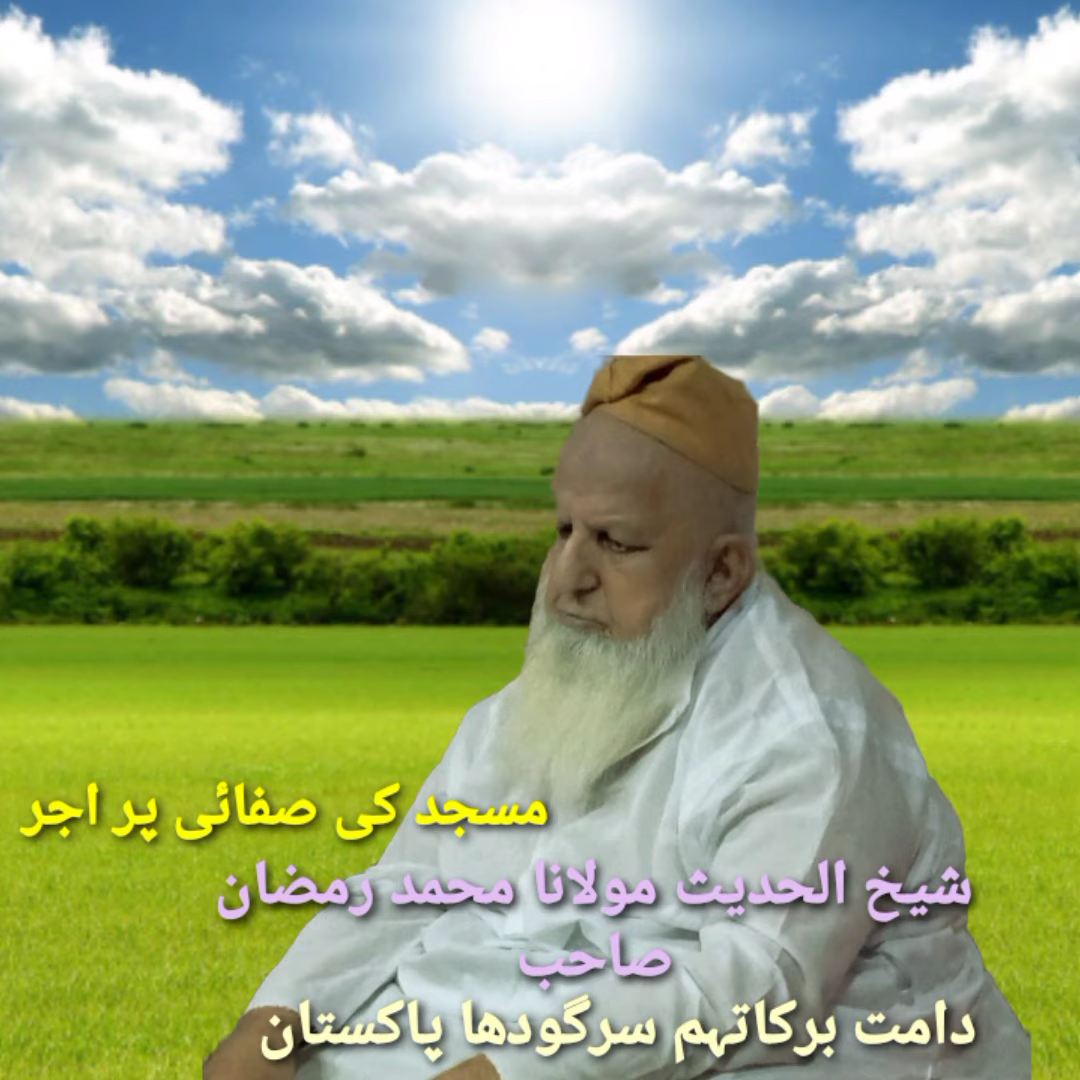 مسجد کی صفائی پر اجر
شیخ الحدیث مولانا محمد رمضان
صاحب
دامت برکاتہم سرگودھا پاکستان